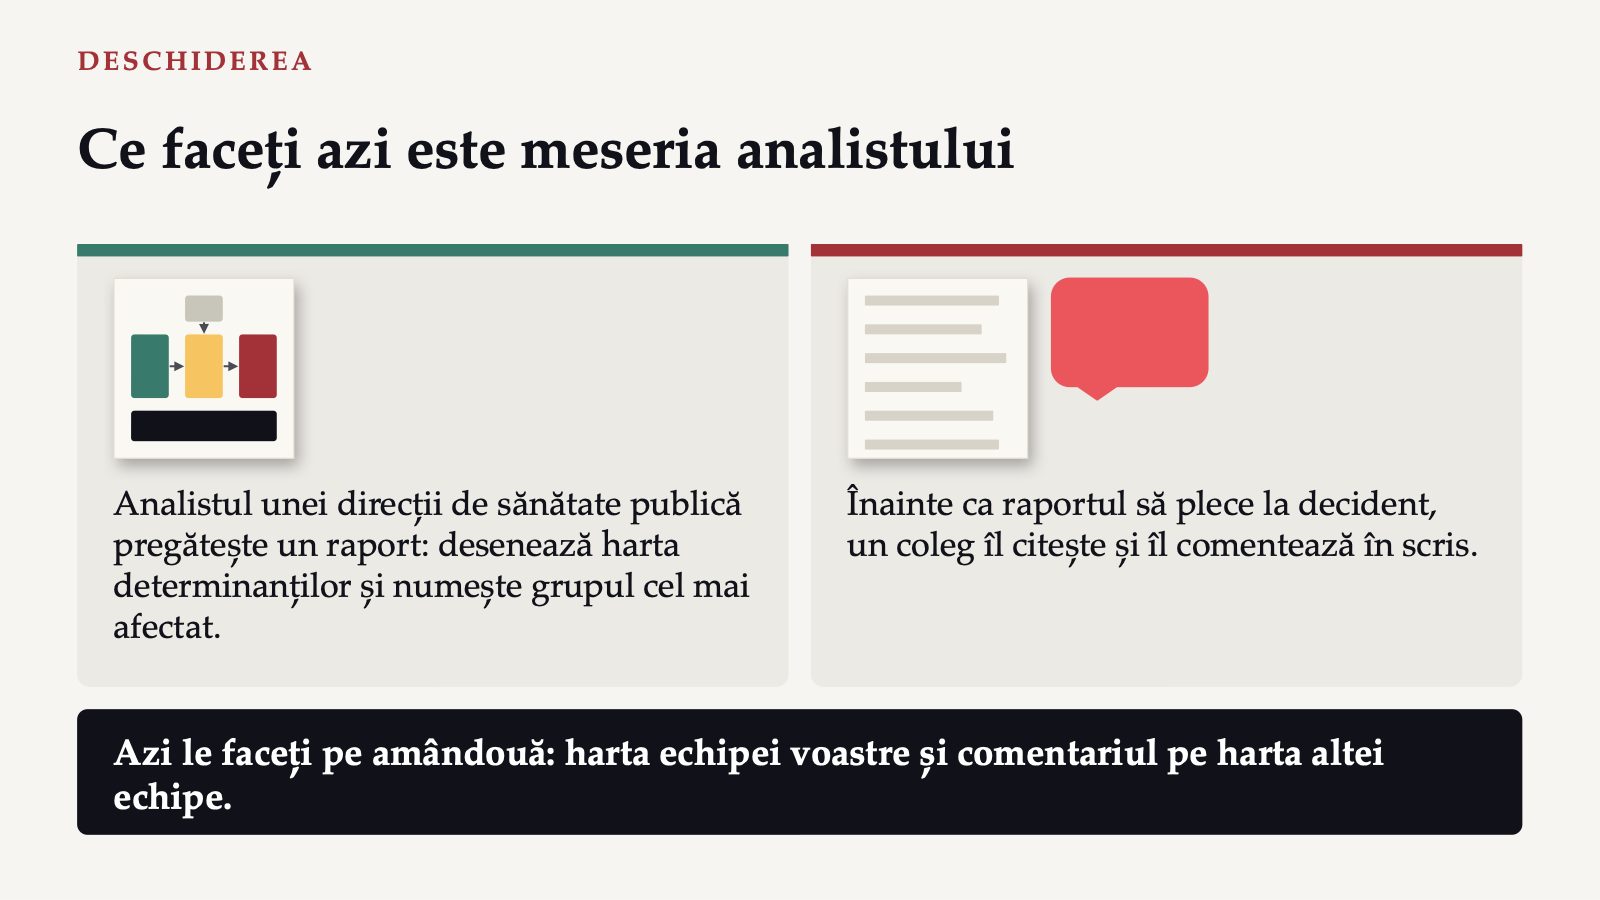 DESCHIDEREA
Ce faceți azi este meseria analistului
Analistul unei direcții de sănătate publică
pregătește un raport: desenează harta
determinanților și numește grupul cel mai
afectat.
Înainte ca raportul să plece la decident,
un coleg îl citește și îl comentează în scris.
Azi le faceți pe amândouă: harta echipei voastre și comentariul pe harta altei
echipe.